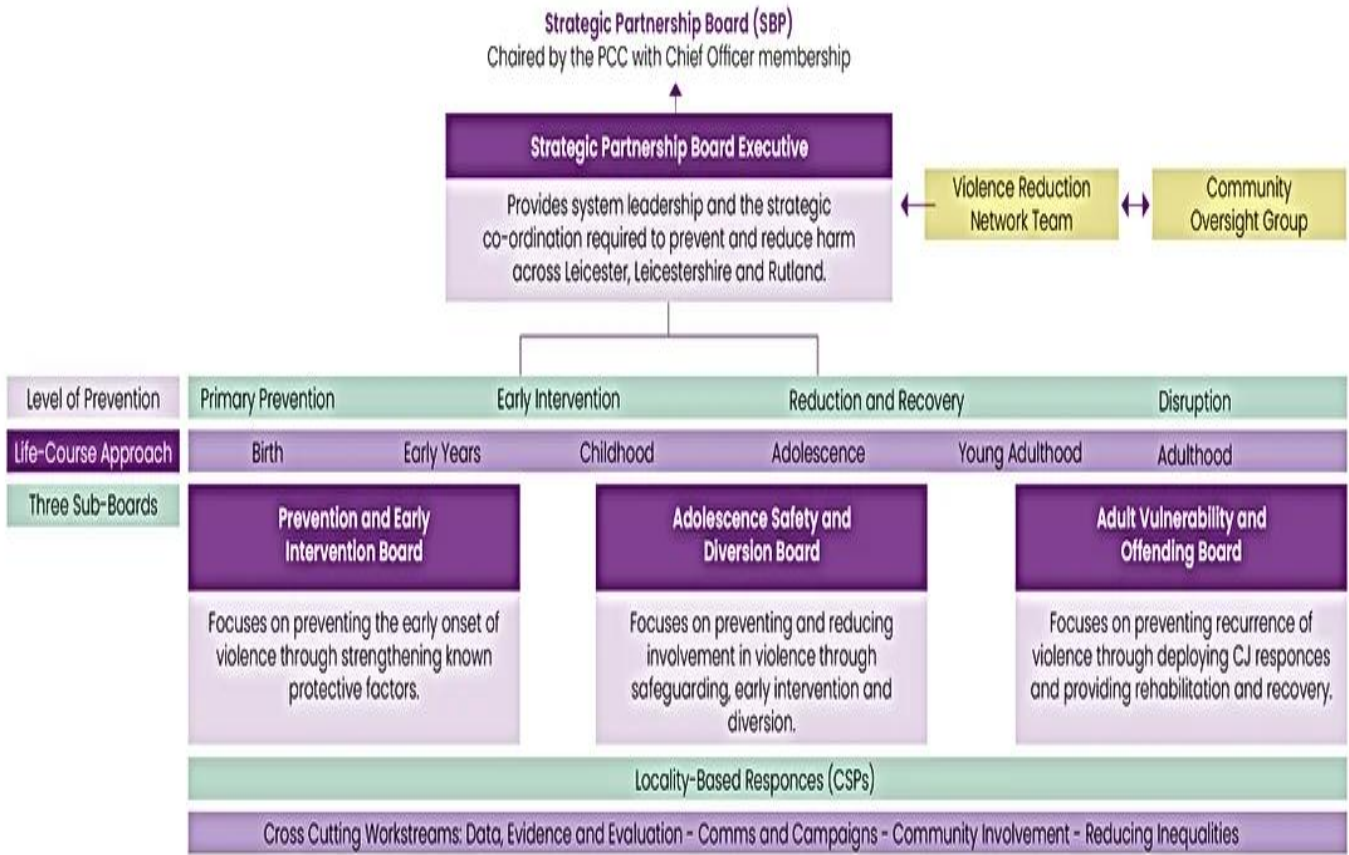 Strategic Partnership Board (SBP)
Chaired by the PCC with Chief Officer membership
Strategic Partnership Board Executive
Provides system leadership and the strategic
co-ordination required to prevent and reduce harm
across Leicester, Leicestershire and Rutland.
Violence Reduction
Network Team
Community
Oversight Group
Level of Prevention
Primary Prevention
Early Intervention
Reduction and Recovery
Disruption
Life-Course Approach
Birth
Early Years
Childhood
Adolescence
Young Adulthood
Adulthood
Three Sub-Boards
Prevention and Early
Intervention Board
Focuses on preventing the early onset of
violence through strengthening known
protective factors.
Adolescence Safety and
Diversion Board
Focuses on preventing and reducing
involvement in violence through
safeguarding, early intervention and
diversion.
Adult Vulnerability and
Offending Board
Focuses on preventing recurrence of
violence through deploying CJ responces
and providing rehabilitation and recovery.
Locality-Based Responces (CSPs)
Cross Cutting Workstreams: Data, Evidence and Evaluation - Comms and Campaigns - Community Involvement - Reducing Inequalities